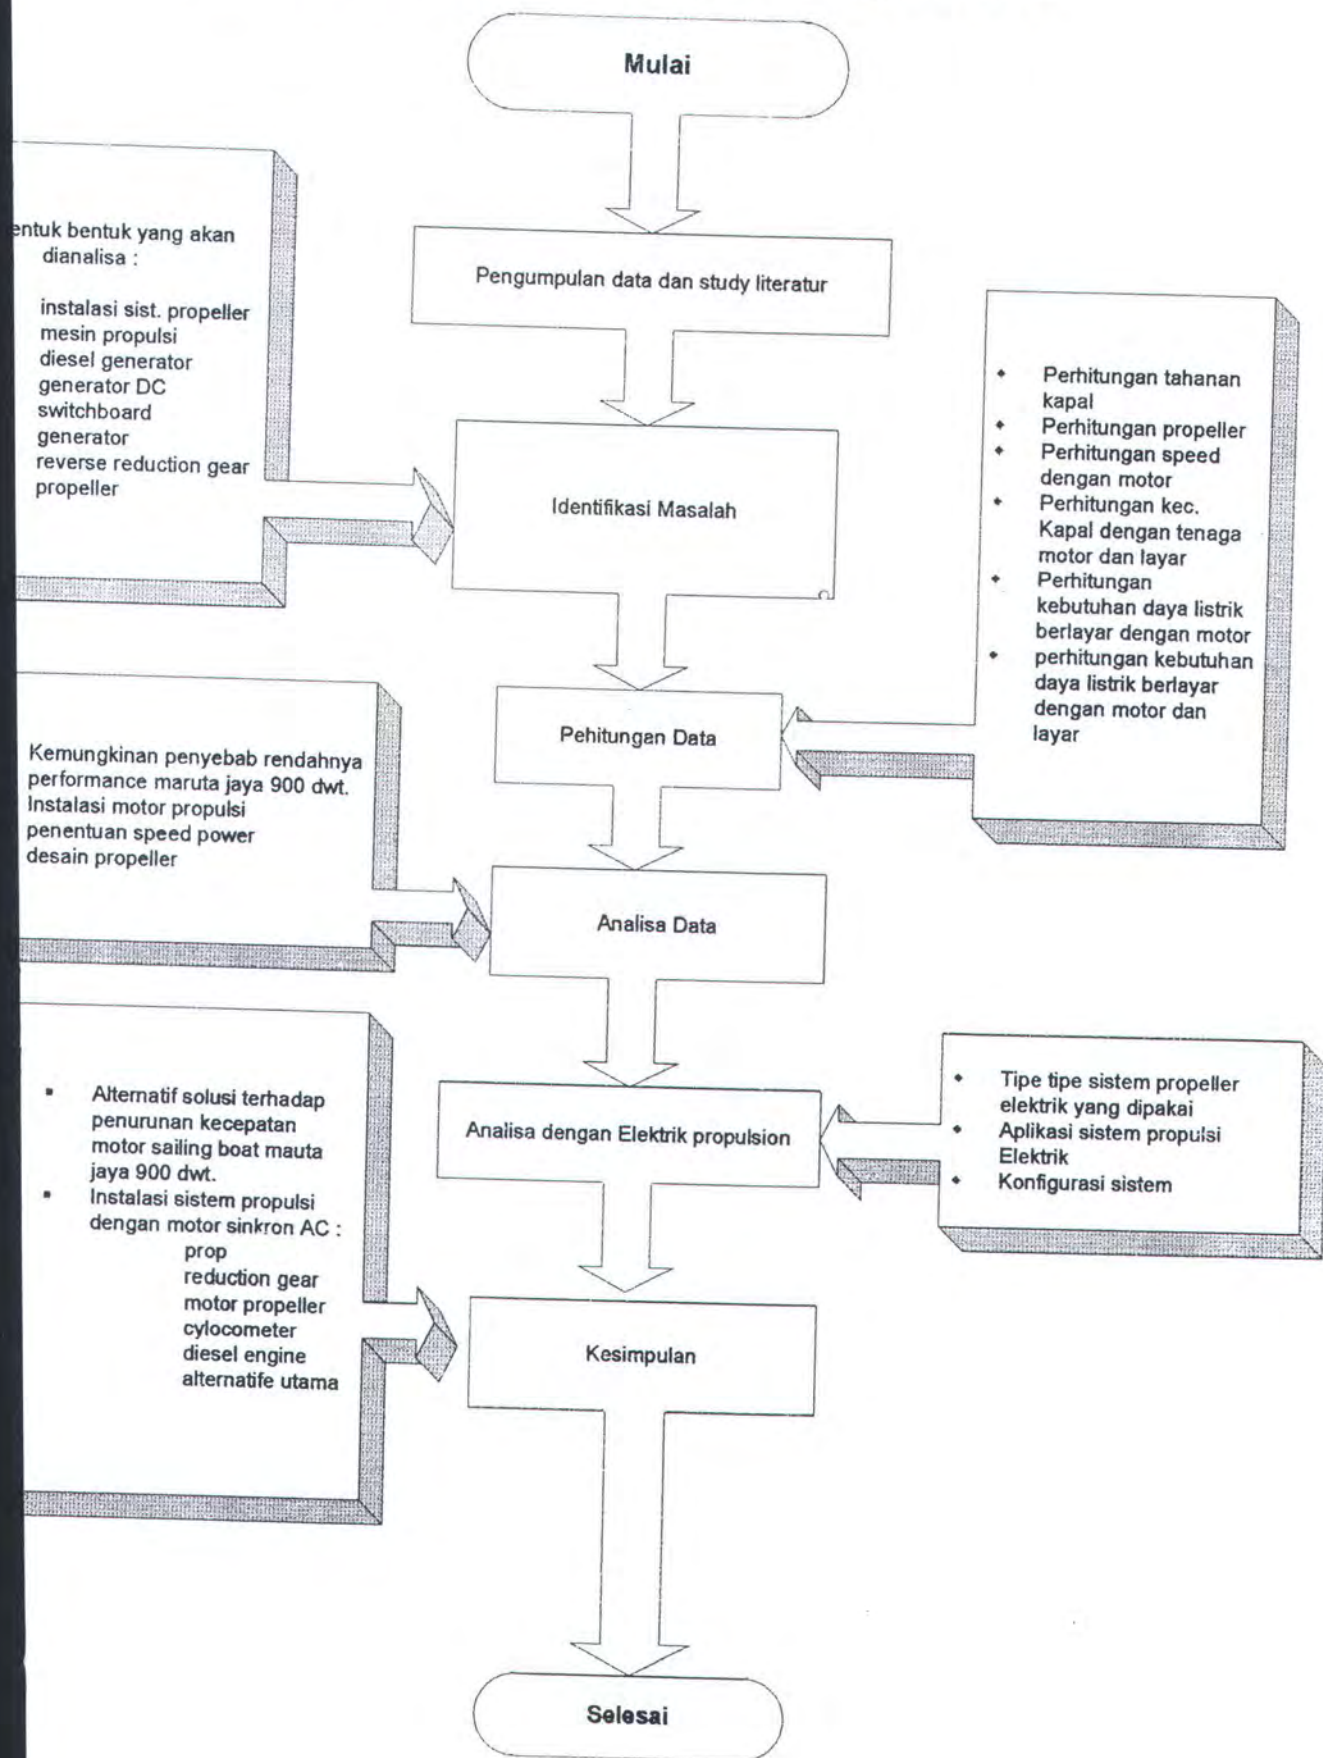 Mulai
Pengumpulan data dan study literatur
entuk bentuk yang akan
dianalisa :
instalasi sist. propeller
mesin propulsi
diesel generator
generator DC
switchboard
generator
reverse reduction gear
propeller
Identifikasi Masalah
• Perhitungan tahanan
kapal
• Perhitungan propeller
• Perhitungan speed
dengan motor
• Perhitungan kec.
Kapal dengan tenaga
motor dan layar
• Perhitungan
kebutuhan daya listrik
berlayar dengan motor
• perhitungan kebutuhan
daya listrik berlayar
dengan motor dan
layar
Pehitungan Data
Kemungkinan penyebab rendahnya
performance maruta jaya 900 dwt.
Instalasi motor propulsi
penentuan speed power
desain propeller
Analisa Data
Analisa dengan Elektrik propulsion
• Tipe tipe sistem propeller
elektrik yang dipakai
• Aplikasi sistem propulsi
Elektrik
• Konfigurasi sistem
▪ Alternatif solusi terhadap
penurunan kecepatan
motor sailing boat mauta
jaya 900 dwt.
▪ Instalasi sistem propulsi
dengan motor sinkron AC :
prop
reduction gear
motor propeller
cylocometer
diesel engine
alternatife utama
Kesimpulan
Selesai